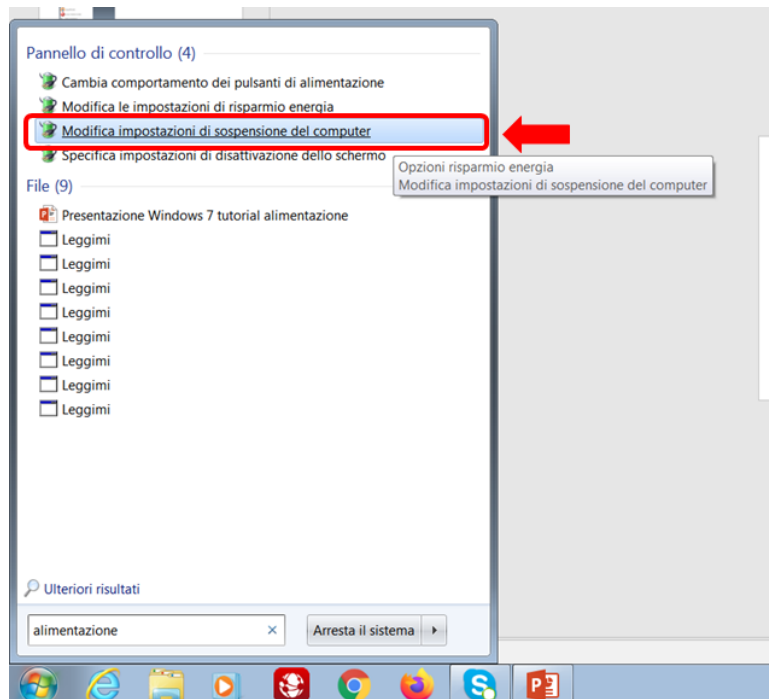 Pannello di controllo (4)
Cambia comportamento dei pulsanti di alimentazione
Modifica le impostazioni di risparmio energia
Modifica impostazioni di sospensione del computer
Specifica impostazioni di disattivazione dello schermo
Opzioni risparmio energia
Modifica impostazioni di sospensione del computer
File (9)
Presentazione Windows 7 tutorial alimentazione
Leggimi
Leggimi
Leggimi
Leggimi
Leggimi
Leggimi
Leggimi
Leggimi
Ulteriori risultati
alimentazione
Arresta il sistema